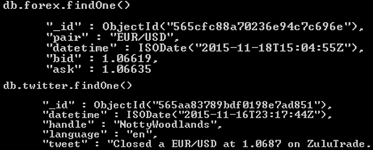 db.forex.findOne()
"_id" : ObjectId("565cfc88a70236e94c7c696e"),
"pair" : "EUR/USD",
"datetime" : ISODate("2015-11-18T15:04:55Z"),
"bid" : 1.06619,
"ask" : 1.06635
db.twitter.findOne()
"_id" : ObjectId("565aa83789bdf0198e7ad851"),
"datetime" : ISODate("2015-11-16T23:17:44Z"),
"handle" : "NottyWoodlands",
"language" : "en",
"tweet" : "Closed a EUR/USD at 1.0687 on ZuluTrade.